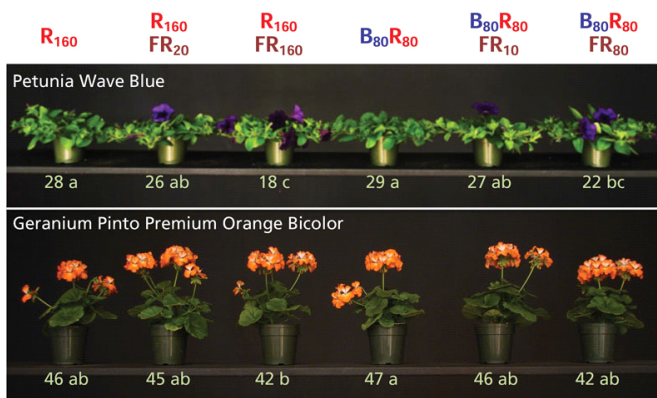 R₁₆₀ R₁₆₀ R₁₆₀ B₈₀R₈₀ B₈₀R₈₀ B₈₀R₈₀
FR₂₀ FR₁₆₀ FR₁₀ FR₈₀
Petunia Wave Blue
28 a 26 ab 18 c 29 a 27 ab 22 bc
Geranium Pinto Premium Orange Bicolor
46 ab 45 ab 42 b 47 a 46 ab 42 ab